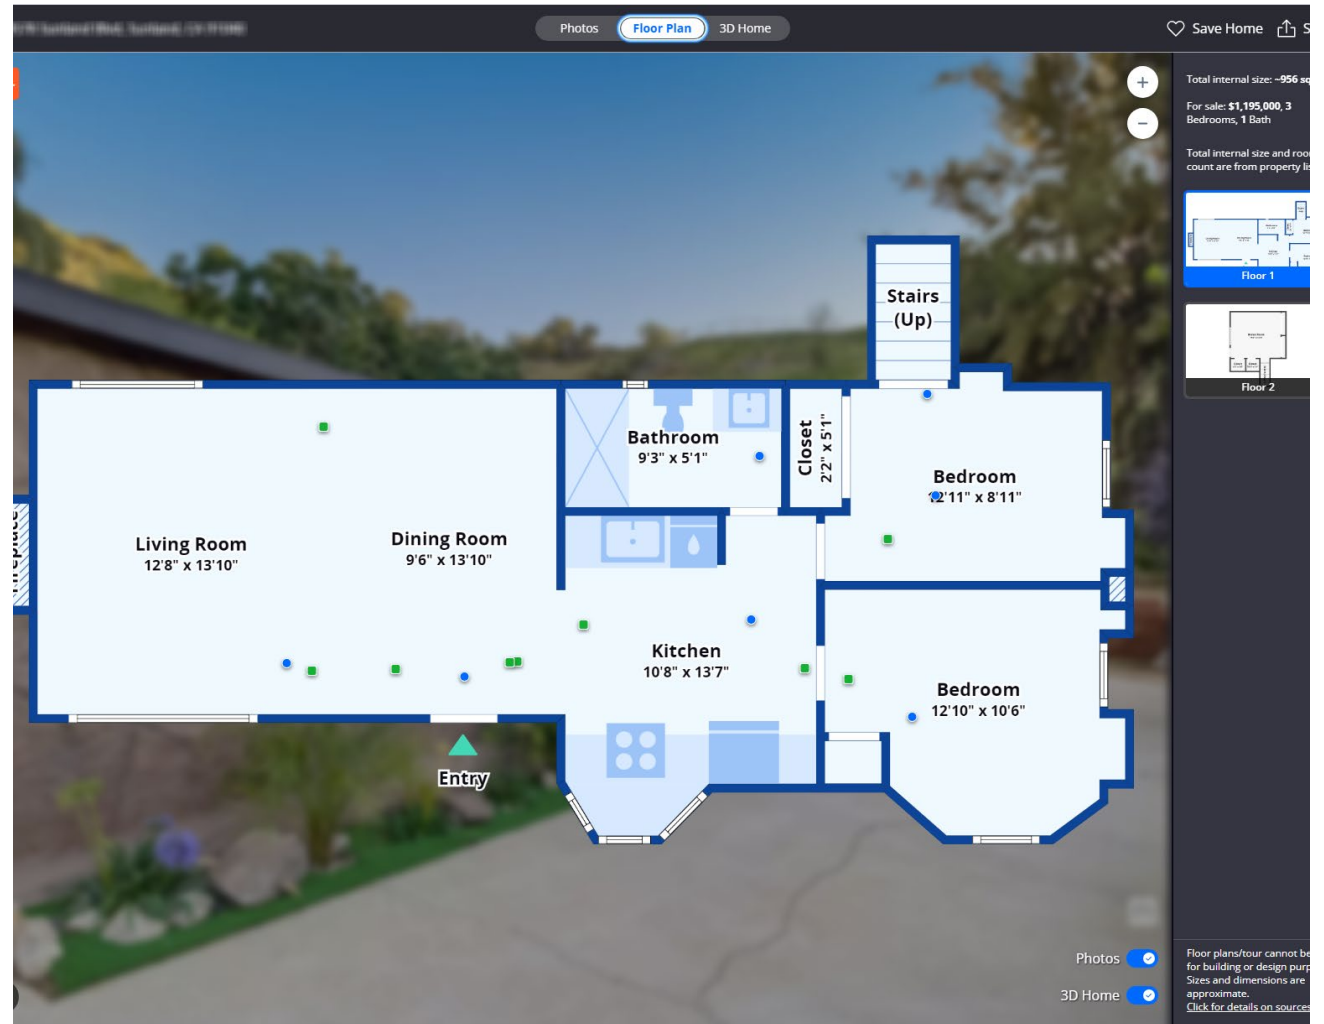 Photos
Floor Plan
3D Home
Save Home
Total internal size: ~956
For sale: $1,195,000, 3
Bedrooms, 1 Bath
Total internal size and
count are from property
Floor 1
Floor 2
Stairs
(Up)
Bathroom
9'3" x 5'1"
Closet
2'2" x 5'1"
Bedroom
12'11" x 8'11"
Living Room
12'8" x 13'10"
Dining Room
9'6" x 13'10"
Kitchen
10'8" x 13'7"
Bedroom
12'10" x 10'6"
Entry
Photos
3D Home
Floor plans/tour cannot be
for building or design
Sizes and dimensions are
approximate.
Click for details on sources